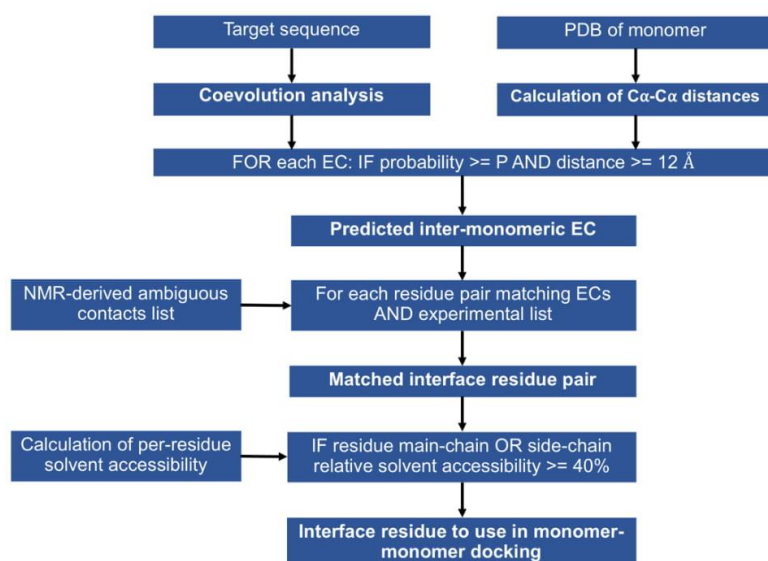 Target sequence
PDB of monomer
Coevolution analysis
Calculation of Cα-Cα distances
FOR each EC: IF probability >= P AND distance >= 12 Å
Predicted inter-monomeric EC
NMR-derived ambiguous
contacts list
For each residue pair matching ECs
AND experimental list
Matched interface residue pair
Calculation of per-residue
solvent accessibility
IF residue main-chain OR side-chain
relative solvent accessibility >= 40%
Interface residue to use in monomer-
monomer docking